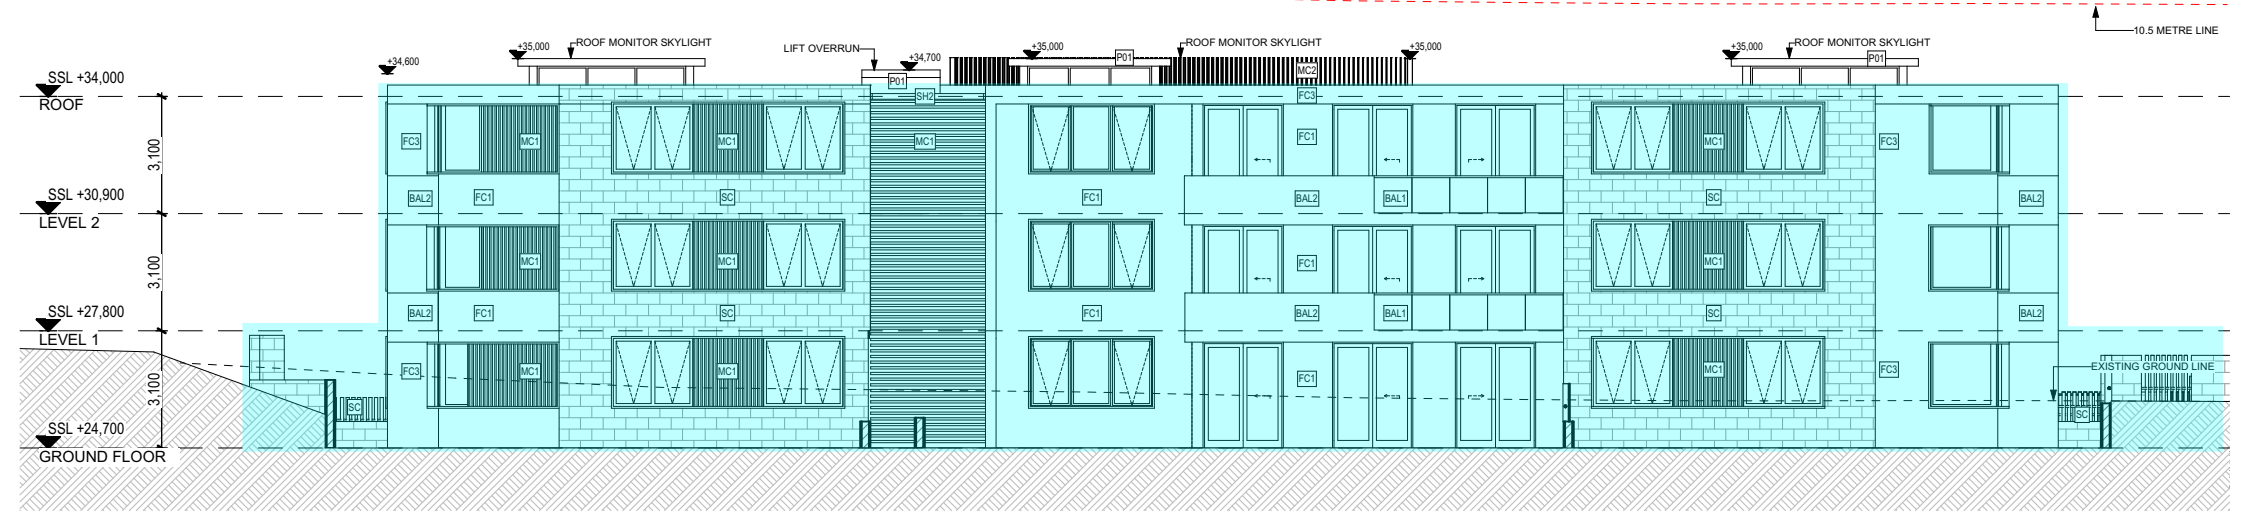 10.5 METRE LINE
+35,000 ROOF MONITOR SKYLIGHT
LIFT OVERRUN
+35,000 ROOF MONITOR SKYLIGHT
+35,000
+35,000 ROOF MONITOR SKYLIGHT
+34,600
+34,700
P01
P01
P01
MC2
SSL +34,000
ROOF
SH2
FC3
3,100
FC3
MC1
MC1
MC1
FC1
MC1
FC3
SSL +30,900
LEVEL 2
BAL2
FC1
SC
FC1
BAL2
BAL1
SC
BAL2
3,100
MC1
MC1
FC1
MC1
SSL +27,800
LEVEL 1
BAL2
FC1
SC
FC1
BAL2
BAL1
SC
BAL2
3,100
FC3
MC1
MC1
FC1
MC1
FC3
EXISTING GROUND LINE
SC
SC
SSL +24,700
GROUND FLOOR